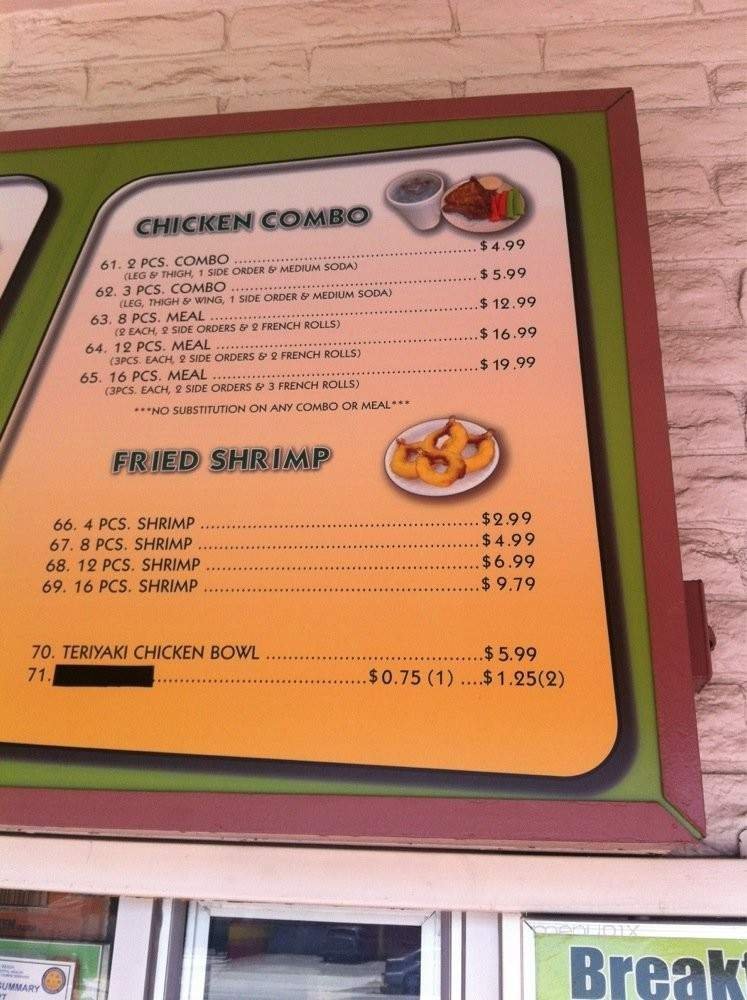 CHICKEN COMBO
61. 2 PCS. COMBO ........................................ $4.99
(LEG & THIGH, 1 SIDE ORDER & MEDIUM SODA)
62. 3 PCS. COMBO ........................................ $5.99
(LEG, THIGH & WING, 1 SIDE ORDER & MEDIUM SODA)
63. 8 PCS. MEAL ........................................ $12.99
(2 EACH, 2 SIDE ORDERS & 2 FRENCH ROLLS)
64. 12 PCS. MEAL ........................................ $16.99
(3PCS. EACH, 2 SIDE ORDERS & 2 FRENCH ROLLS)
65. 16 PCS. MEAL ........................................ $19.99
(3PCS. EACH, 2 SIDE ORDERS & 3 FRENCH ROLLS)
***NO SUBSTITUTION ON ANY COMBO OR MEAL***
FRIED SHRIMP
66. 4 PCS. SHRIMP ........................................ $2.99
67. 8 PCS. SHRIMP ........................................ $4.99
68. 12 PCS. SHRIMP ........................................ $6.99
69. 16 PCS. SHRIMP ........................................ $9.79
70. TERIYAKI CHICKEN BOWL ................................ $5.99
71. ................................ $0.75 (1) ....$1.25(2)
menupix
Break
SUMMARY